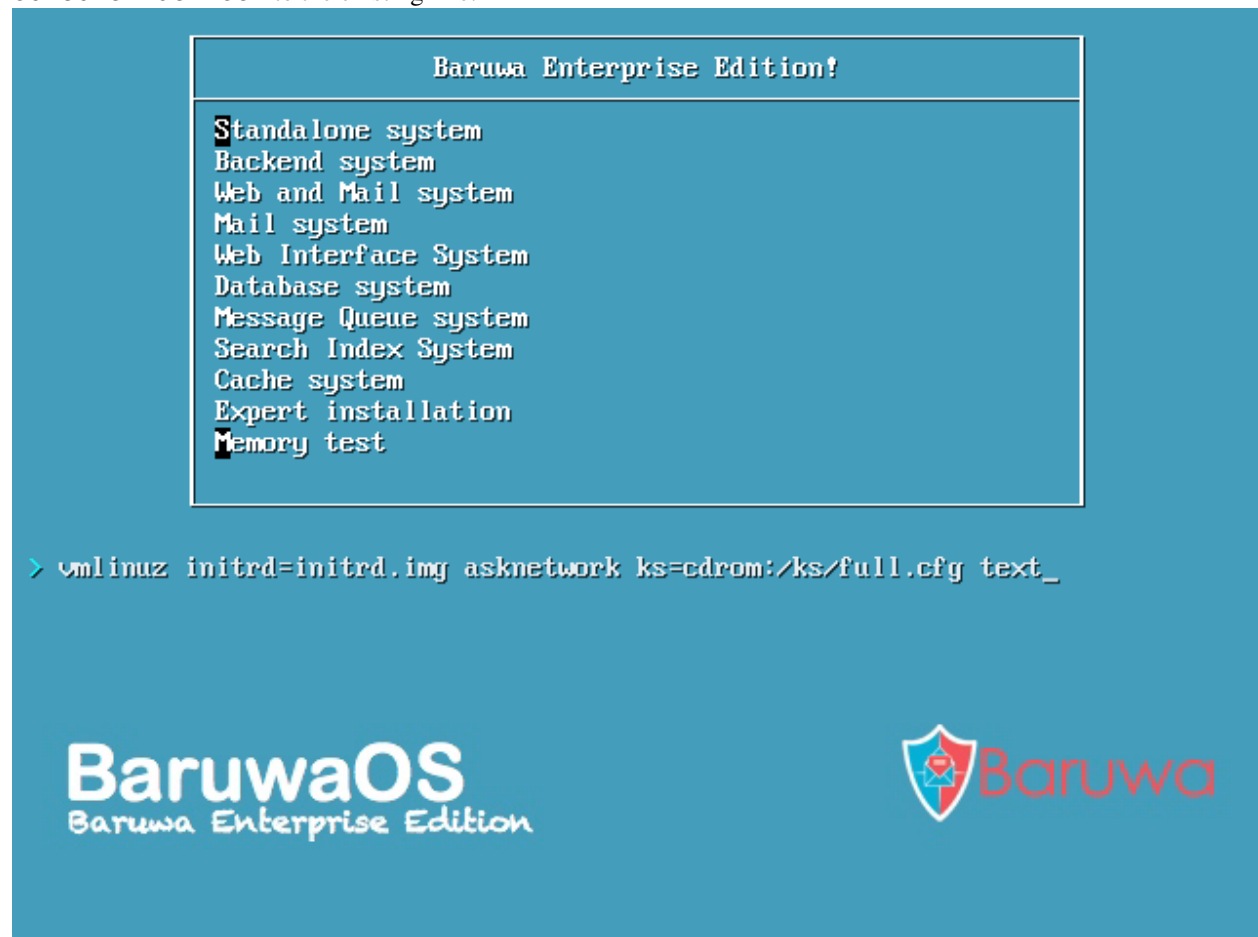 Baruwa Enterprise Edition!
Standalone system
Backend system
Web and Mail system
Mail system
Web Interface System
Database system
Message Queue system
Search Index System
Cache system
Expert installation
Memory test
> vmlinuz initrd=initrd.img asknetwork ks=cdrom:/ks/full.cfg text_
BaruwaOS
Baruwa Enterprise Edition
Baruwa